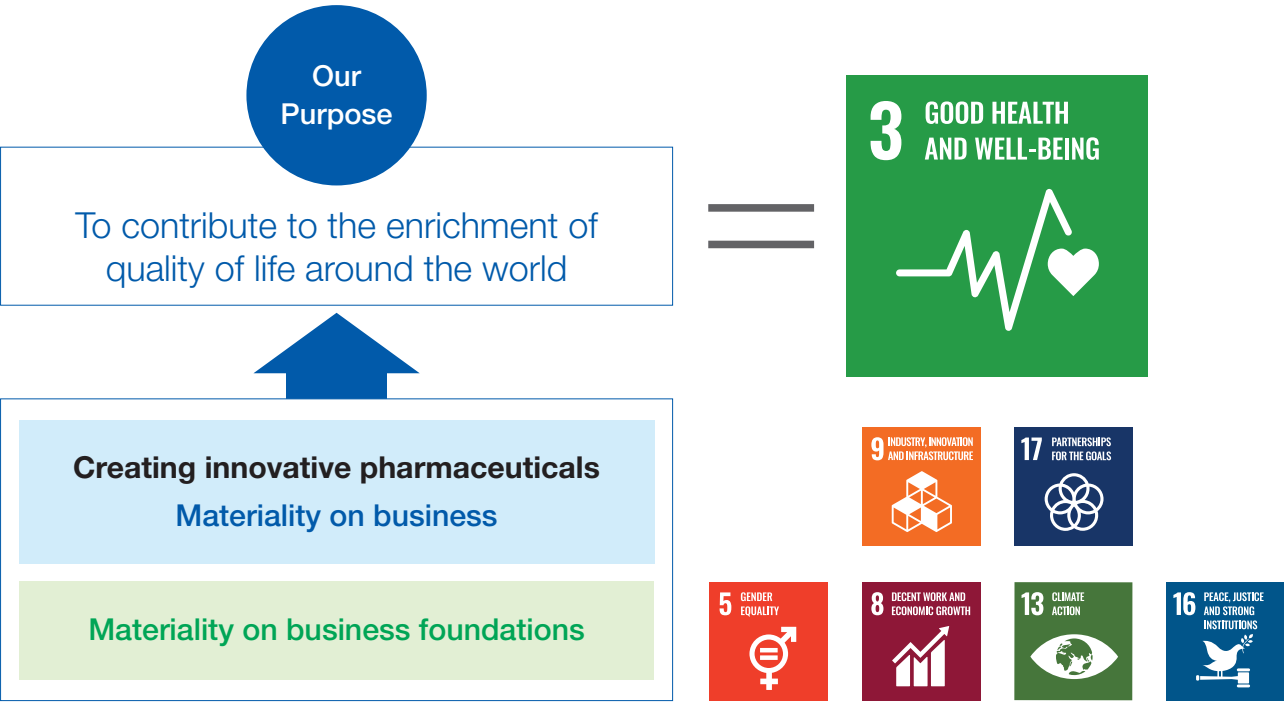 Our
Purpose
To contribute to the enrichment of
quality of life around the world
3 GOOD HEALTH
AND WELL-BEING
Creating innovative pharmaceuticals
Materiality on business
9 INDUSTRY, INNOVATION
AND INFRASTRUCTURE
17 PARTNERSHIPS
FOR THE GOALS
Materiality on business foundations
5 GENDER
EQUALITY
8 DECENT WORK AND
ECONOMIC GROWTH
13 CLIMATE
ACTION
16 PEACE, JUSTICE
AND STRONG
INSTITUTIONS